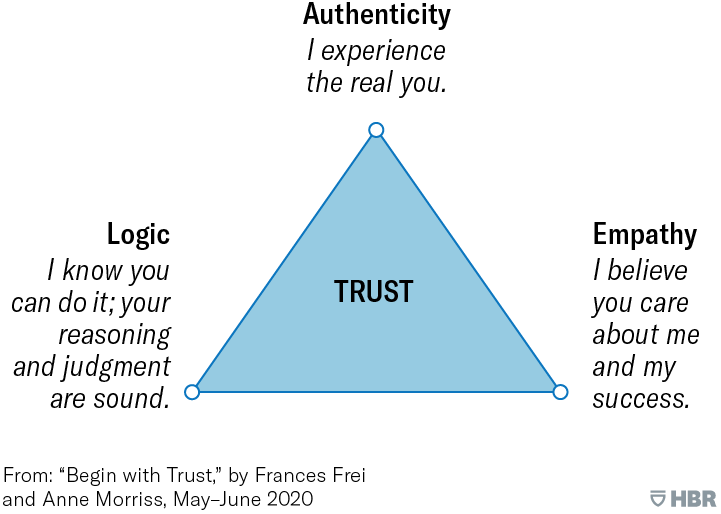 Authenticity
I experience
the real you.
Logic
I know you
can do it; your
reasoning
and judgment
are sound.
TRUST
Empathy
I believe
you care
about me
and my
success.
From: “Begin with Trust,” by Frances Frei
and Anne Morriss, May–June 2020
HBR